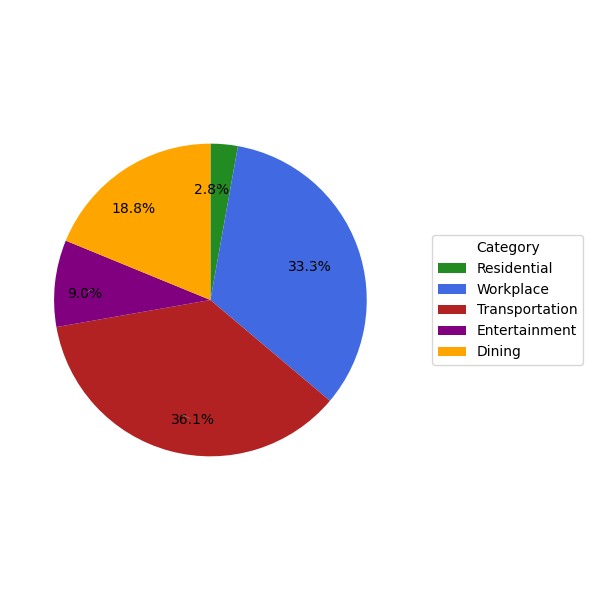 2.8%
18.8%
33.3%
9.0%
36.1%
Category
Residential
Workplace
Transportation
Entertainment
Dining